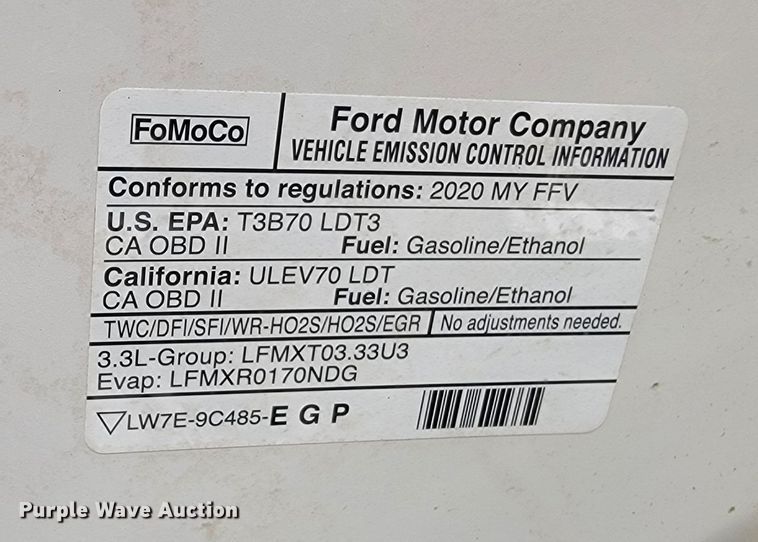 FoMoCo
Ford Motor Company
VEHICLE EMISSION CONTROL INFORMATION
Conforms to regulations: 2020 MY FFV
U.S. EPA: T3B70 LDT3
CA OBD II Fuel: Gasoline/Ethanol
California: ULEV70 LDT
CA OBD II Fuel: Gasoline/Ethanol
TWC/DFI/SFI/WR-HO2S/HO2S/EGR No adjustments needed.
3.3L-Group: LFMXT03.33U3
Evap: LFMXR0170NDG
LW7E-9C485-E G P
Purple Wave Auction